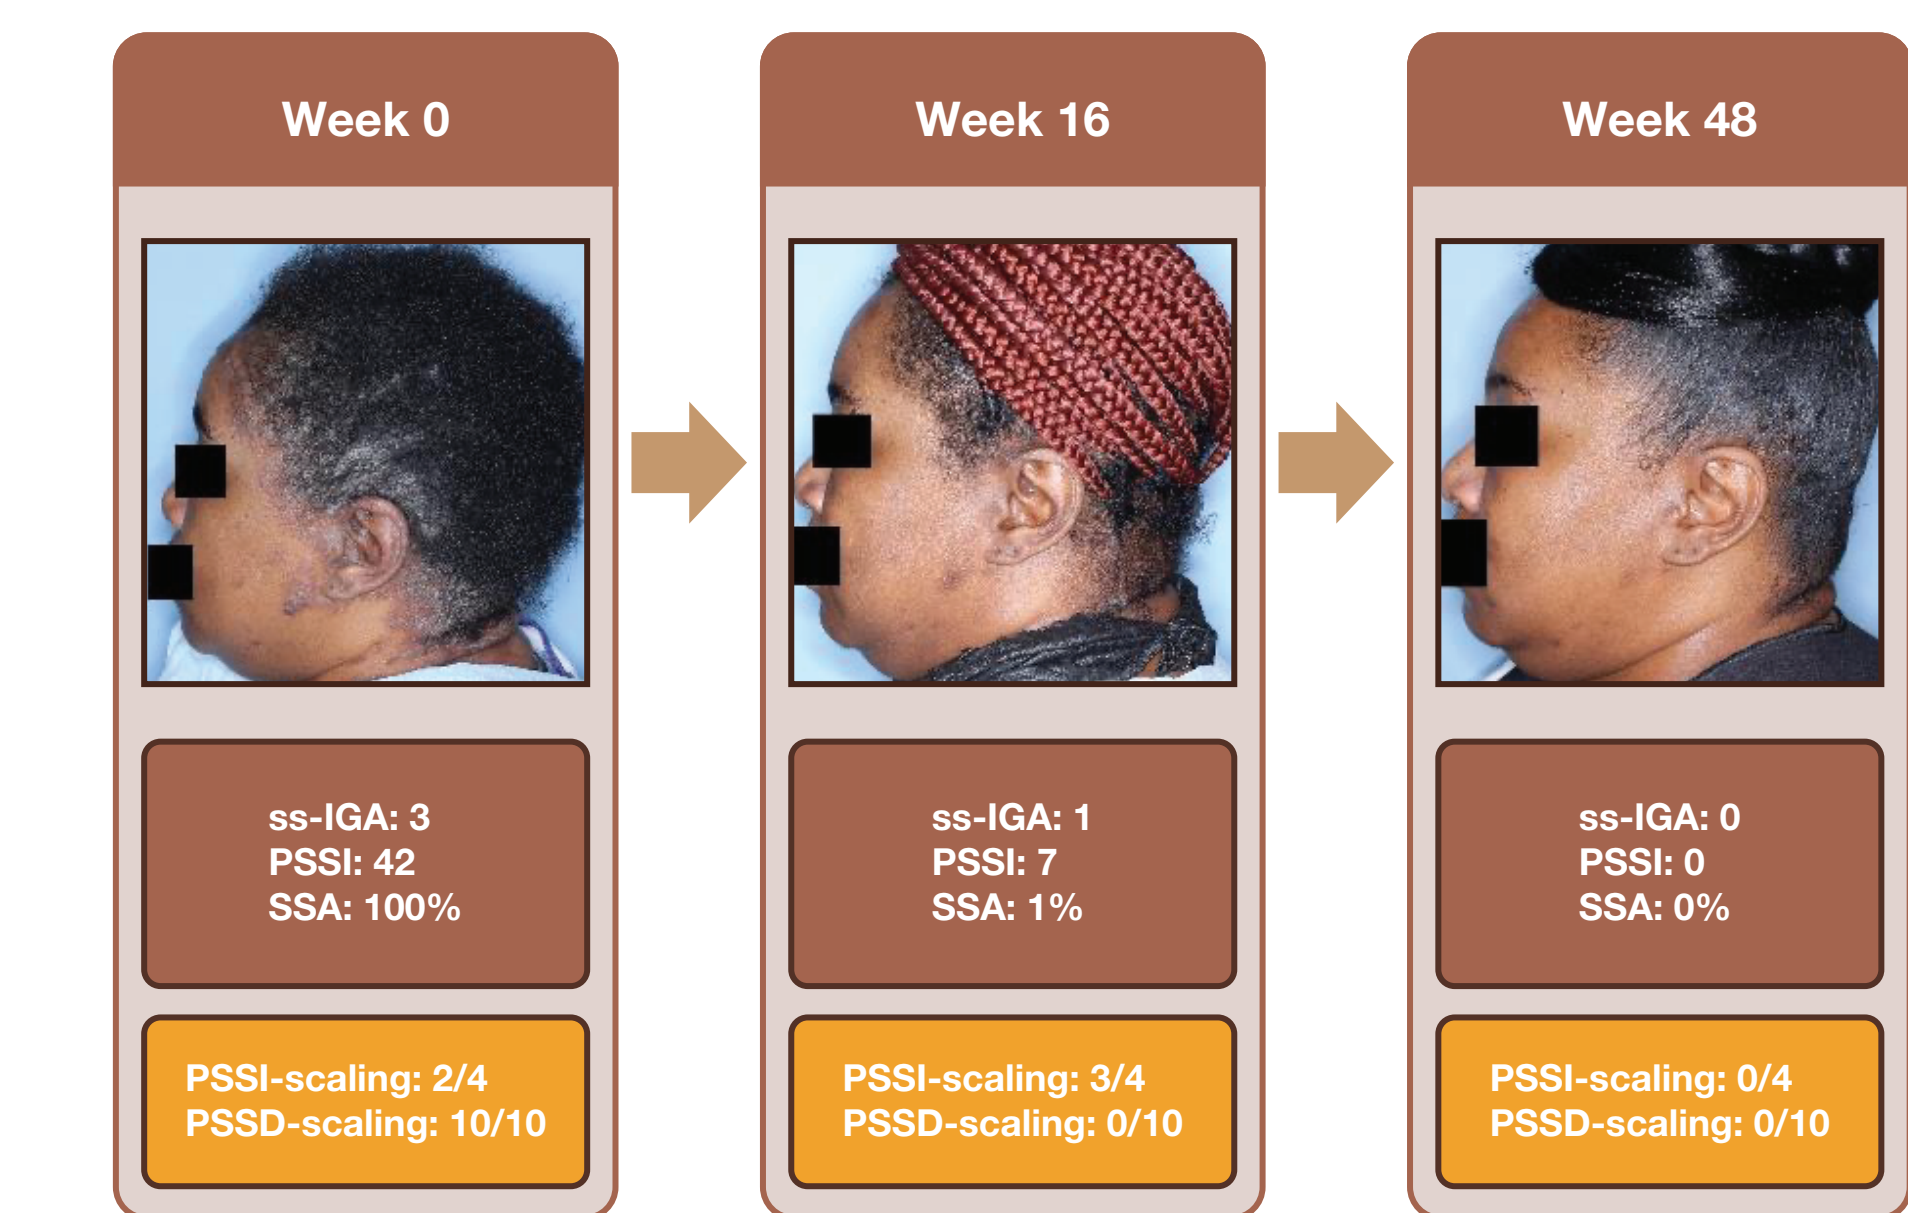 Week 0
ss-IGA: 3
PSSI: 42
SSA: 100%
PSSI-scaling: 2/4
PSSD-scaling: 10/10
Week 16
ss-IGA: 1
PSSI: 7
SSA: 1%
PSSI-scaling: 3/4
PSSD-scaling: 0/10
Week 48
ss-IGA: 0
PSSI: 0
SSA: 0%
PSSI-scaling: 0/4
PSSD-scaling: 0/10